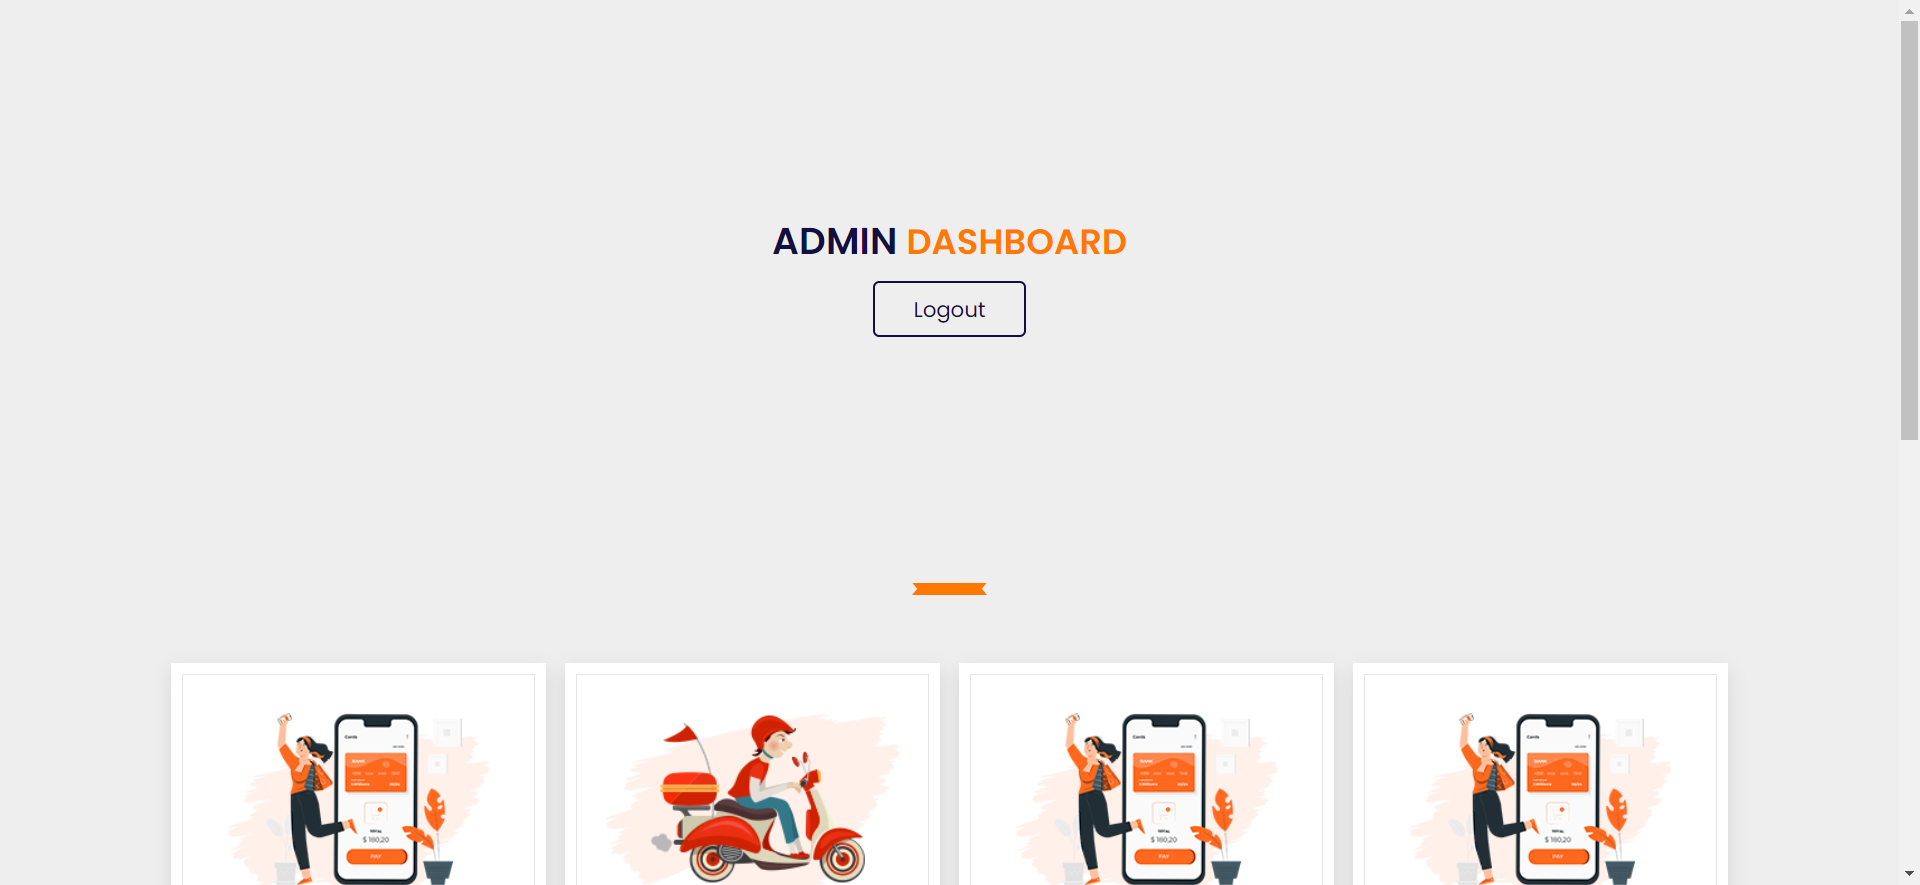 ADMIN DASHBOARD
Logout
Cards
BANK
TOTAL
$ 180,20
PAY
Cards
BANK
TOTAL
$ 180,20
PAY
Cards
BANK
TOTAL
$ 180,20
PAY